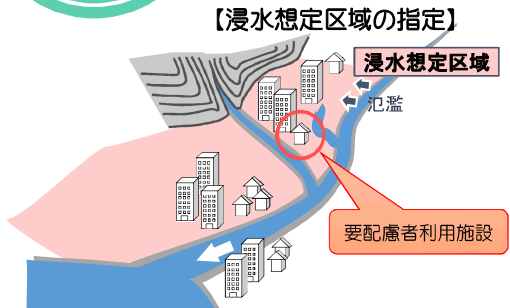 【浸水想定区域の指定】
浸水想定区域
氾濫
要配慮者利用施設